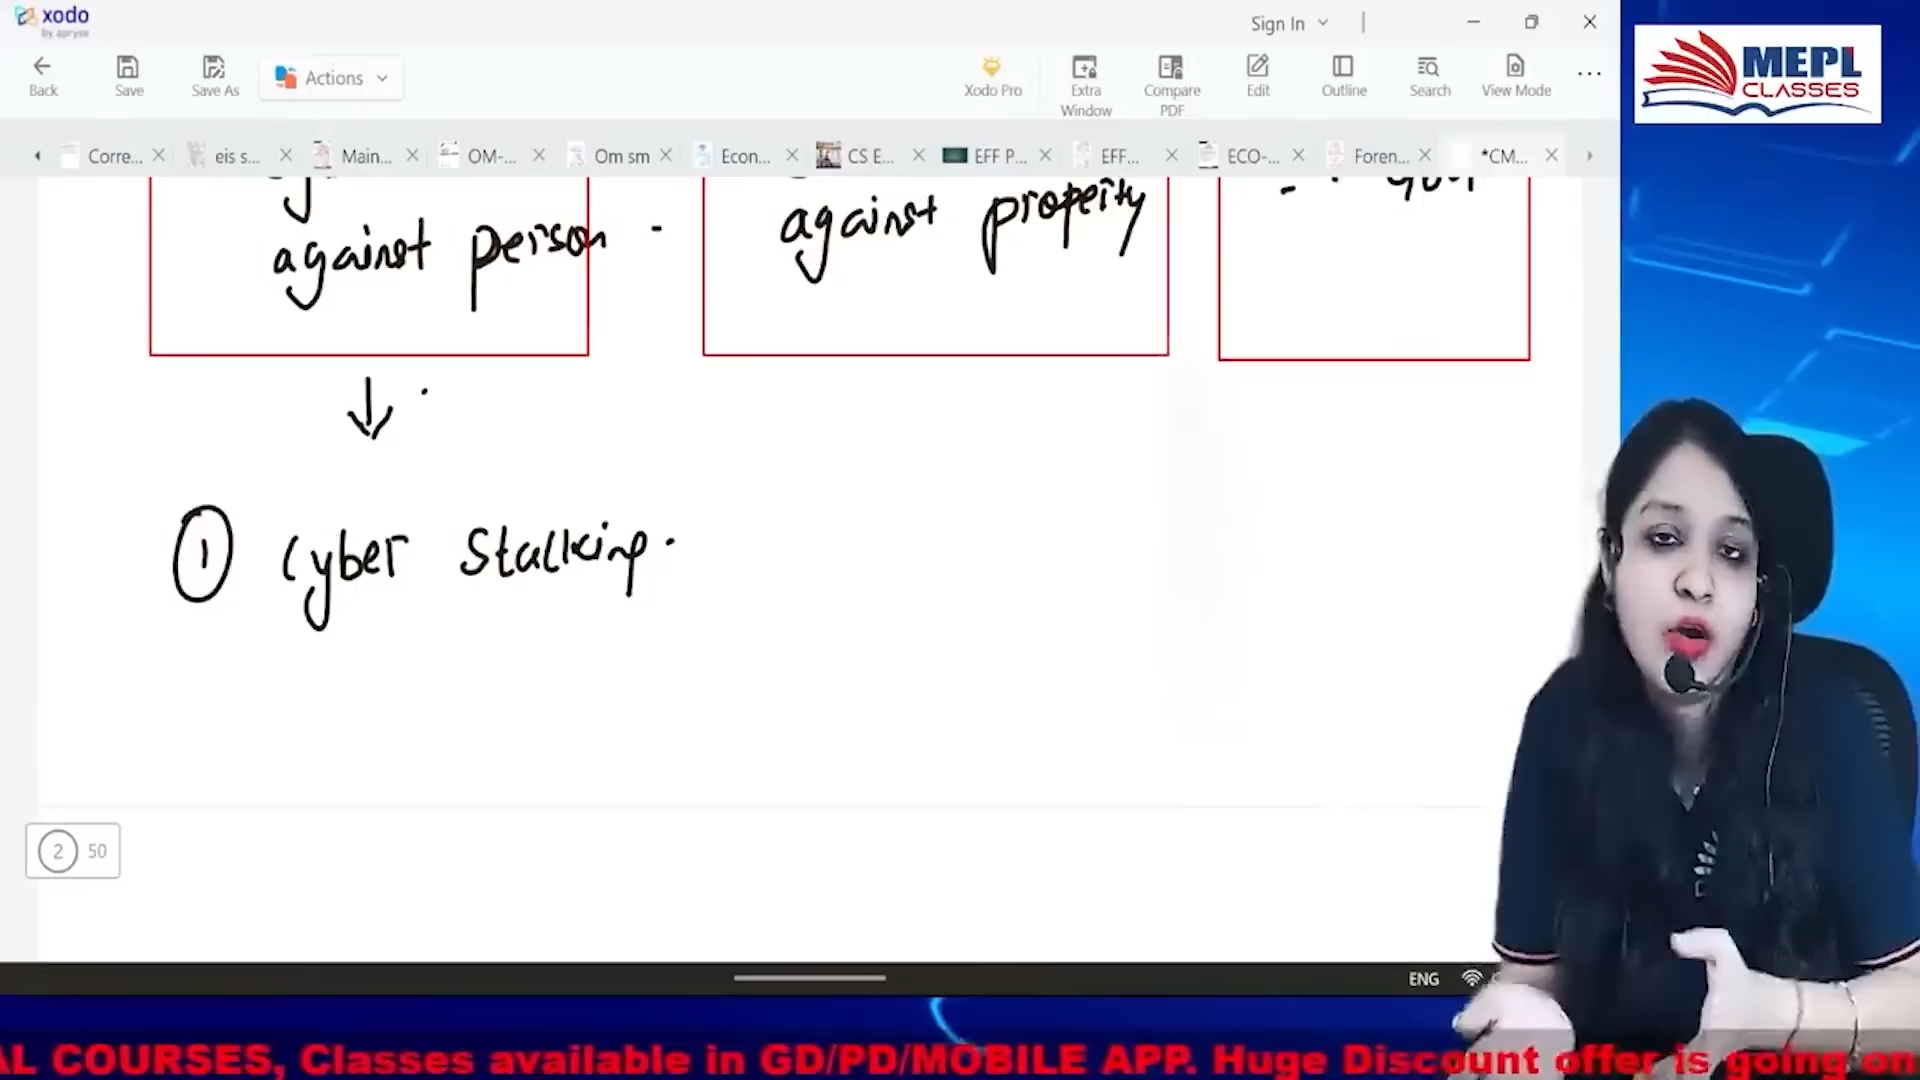 xodo
by apryse
Sign In
Back
Save
Save As
Actions
Xodo Pro
Extra Window
Compare PDF
Edit
Outline
Search
View Mode
MEPL
CLASSES
Corre...
eis s...
Main...
OM-...
Om sm
Econ...
CS E...
EFF P...
EFF...
ECO-...
Foren...
*CM...
against person -
against property
① Cyber Stalking.
2 50
ENG
AL COURSES, Classes available in GD/PD/MOBILE APP. Huge Discount offer is going on